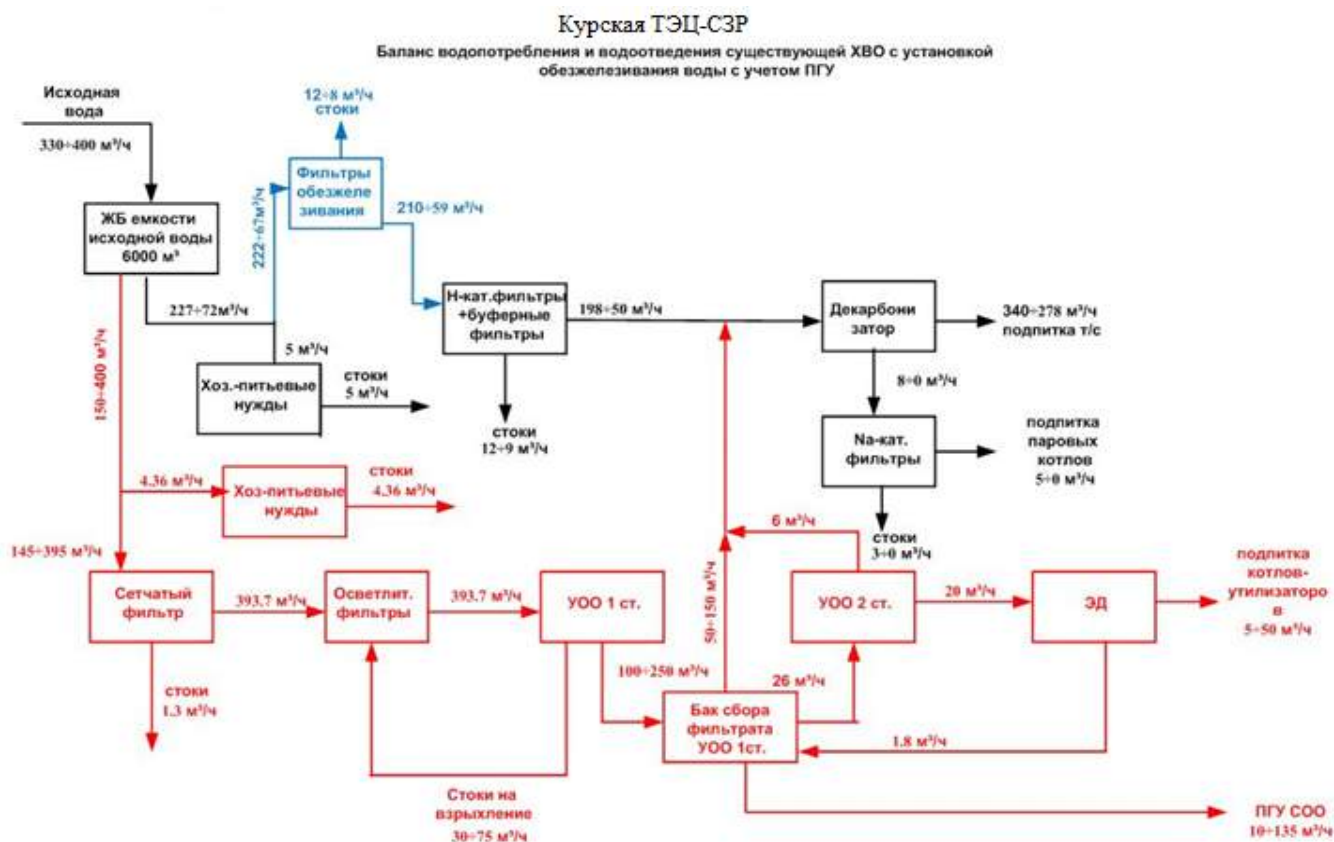 Курская ТЭЦ-СЗР
Баланс водопотребления и водоотведения существующей ХВО с установкой
обезжелезивания воды с учетом ПГУ
Исходная
вода
330÷400 м³/ч
12÷8 м³/ч
стоки
Фильтры
обезжеле
зивания
222÷67м³/ч
210÷59 м³/ч
ЖБ емкости
исходной воды
6000 м³
227÷72м³/ч
5 м³/ч
Хоз.-питьевые
нужды
стоки
5 м³/ч
Н-кат.фильтры
+буферные
фильтры
198÷50 м³/ч
стоки
12÷9 м³/ч
Декарбони
затор
340÷278 м³/ч
подпитка т/с
8÷0 м³/ч
Na-кат.
фильтры
подпитка
паровых
котлов
5÷0 м³/ч
стоки
3÷0 м³/ч
150÷400 м³/ч
4.36 м³/ч
Хоз-питьевые
нужды
стоки
4.36 м³/ч
145÷395 м³/ч
Сетчатый
фильтр
393.7 м³/ч
Осветлит.
фильтры
393.7 м³/ч
УОО 1 ст.
стоки
1.3 м³/ч
Стоки на
взрыхление
30÷75 м³/ч
100÷250 м³/ч
50÷150 м³/ч
6 м³/ч
Бак сбора
фильтрата
УОО 1ст.
26 м³/ч
УОО 2 ст.
20 м³/ч
ЭД
подпитка
котлов-
утилизаторо
в
5÷50 м³/ч
1.8 м³/ч
ПГУ СОО
10÷135 м³/ч